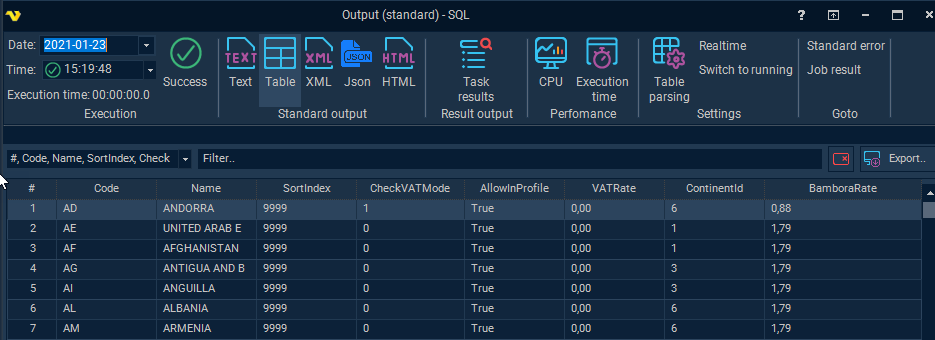 Output (standard) - SQL
?
Date: 2021-01-23
Time: 15:19:48
Execution time: 00:00:00.0
Success
Execution
TEXT
Text
Table
XML
XML
JSON
Json
HTML
HTML
Standard output
Task results
Result output
CPU
Execution time
Perfomance
Table parsing
Realtime
Switch to running
Settings
Standard error
Job result
Goto
#, Code, Name, SortIndex, Check
Filter..
Export..
# Code Name SortIndex CheckVATMode AllowInProfile VATRate ContinentId BamboraRate
1 AD ANDORRA 9999 1 True 0,00 6 0,88
2 AE UNITED ARAB E 9999 0 True 0,00 1 1,79
3 AF AFGHANISTAN 9999 0 True 0,00 1 1,79
4 AG ANTIGUA AND B 9999 0 True 0,00 3 1,79
5 AI ANGUILLA 9999 0 True 0,00 3 1,79
6 AL ALBANIA 9999 0 True 0,00 6 1,79
7 AM ARMENIA 9999 0 True 0,00 6 1,79